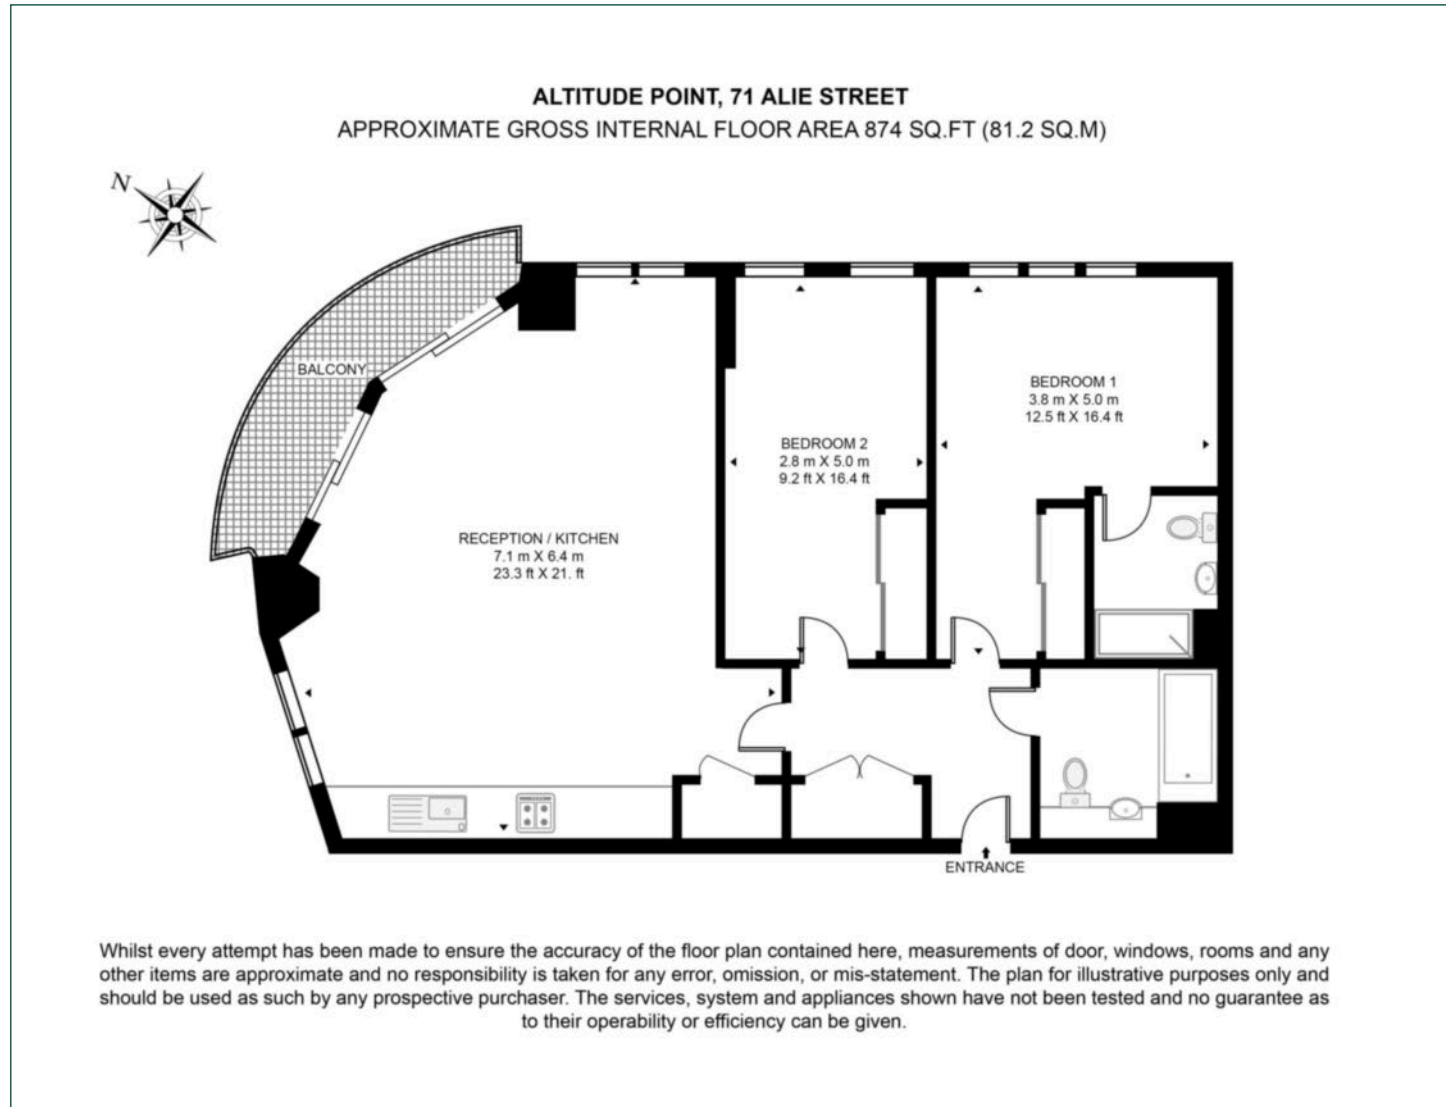 ALTITUDE POINT, 71 ALIE STREET
APPROXIMATE GROSS INTERNAL FLOOR AREA 874 SQ.FT (81.2 SQ.M)
N
BALCONY
BEDROOM 1
3.8 m X 5.0 m
12.5 ft X 16.4 ft
BEDROOM 2
2.8 m X 5.0 m
9.2 ft X 16.4 ft
RECEPTION / KITCHEN
7.1 m X 6.4 m
23.3 ft X 21. ft
ENTRANCE
Whilst every attempt has been made to ensure the accuracy of the floor plan contained here, measurements of door, windows, rooms and any
other items are approximate and no responsibility is taken for any error, omission, or mis-statement. The plan for illustrative purposes only and
should be used as such by any prospective purchaser. The services, system and appliances shown have not been tested and no guarantee as
to their operability or efficiency can be given.